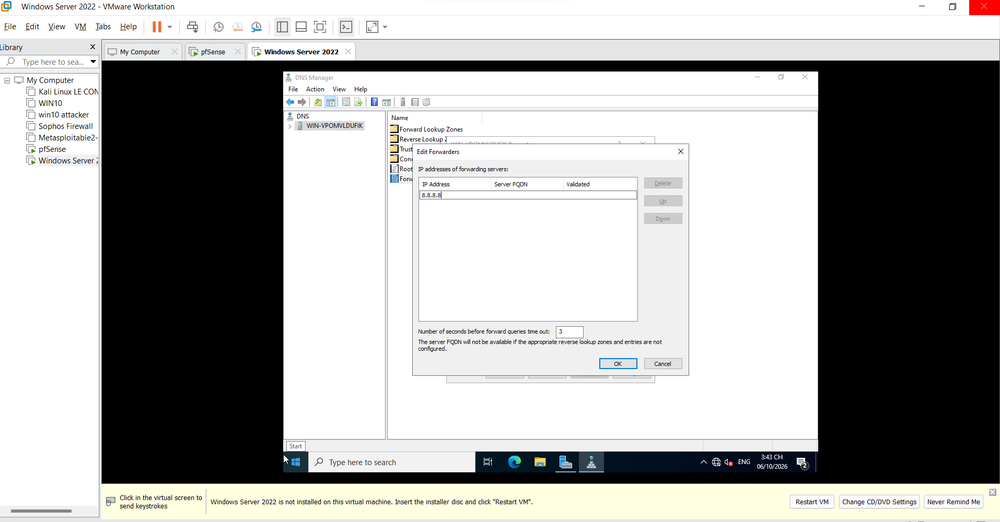 Windows Server 2022 - VMware Workstation
File Edit View VM Tabs Help
Library
Type here to sea...
My Computer
Kali Linux LE CON
WIN10
win10 attacker
Sophos Firewall
Metasploitable2-
pfSense
Windows Server 2
My Computer
pfSense
Windows Server 2022
DNS Manager
File Action View Help
DNS
WIN-VPOMVLDUFIK
Name
Forward Lookup Zones
Reverse Lookup Z
Trust
Conc
Root
Forw
WIN-VPOMVLDUFIK Properties
Edit Forwarders
IP addresses of forwarding servers:
IP Address Server FQDN Validated
8.8.8.8
Delete
Up
Down
Number of seconds before forward queries time out: 3
The server FQDN will not be available if the appropriate reverse lookup zones and entries are not
configured.
OK Cancel
Start
Type here to search
ENG
3:43 CH
06/10/2026
2
Click in the virtual screen to
send keystrokes
Windows Server 2022 is not installed on this virtual machine. Insert the installer disc and click "Restart VM".
Restart VM
Change CD/DVD Settings
Never Remind Me